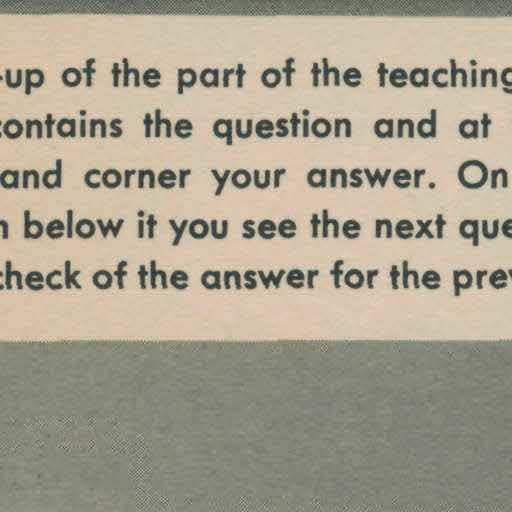 -up of the part of the teaching
contains the question and at
and corner your answer. On
below it you see the next que
check of the answer for the prev